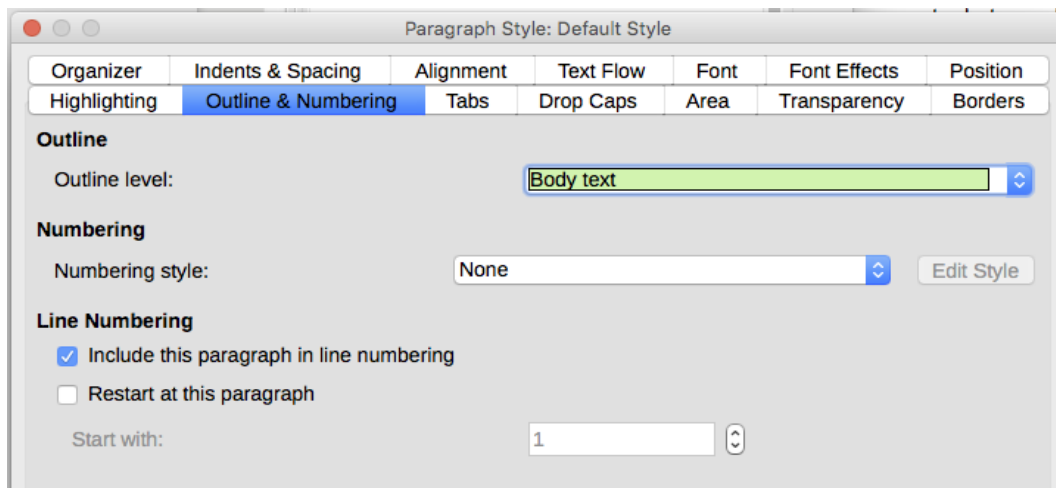 Paragraph Style: Default Style
Organizer Indents & Spacing Alignment Text Flow Font Font Effects Position
Highlighting Outline & Numbering Tabs Drop Caps Area Transparency Borders
Outline
Outline level: Body text
Numbering
Numbering style: None Edit Style
Line Numbering
Include this paragraph in line numbering
Restart at this paragraph
Start with: 1